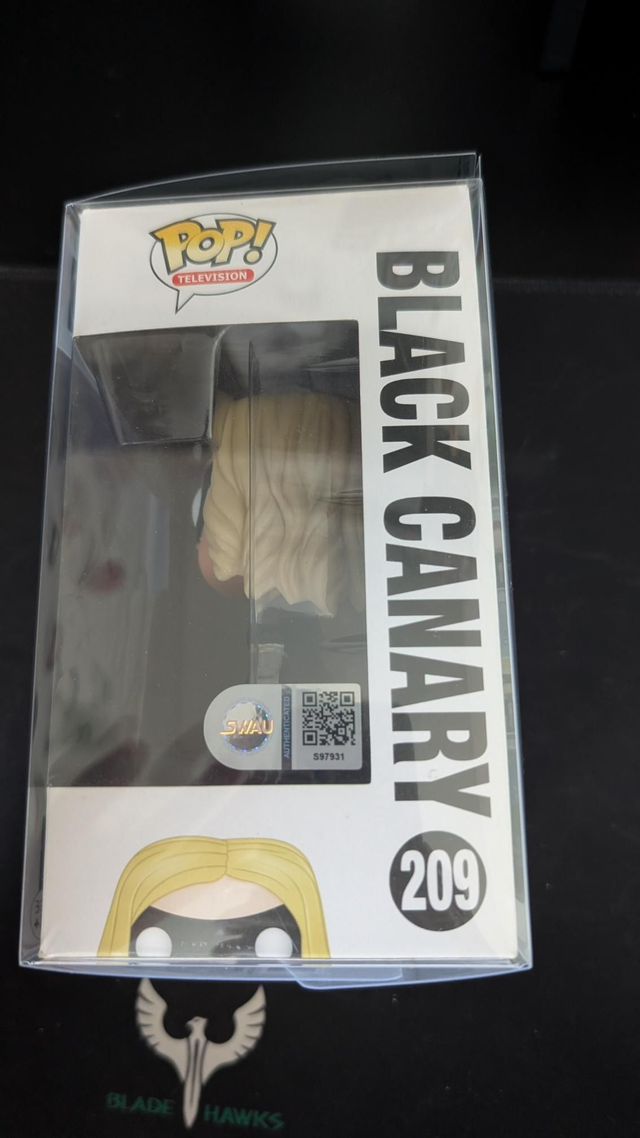 POP!
TELEVISION
BLACK CANARY
209
SWAU
AUTHENTICATED
S97931
BLADE HAWKS